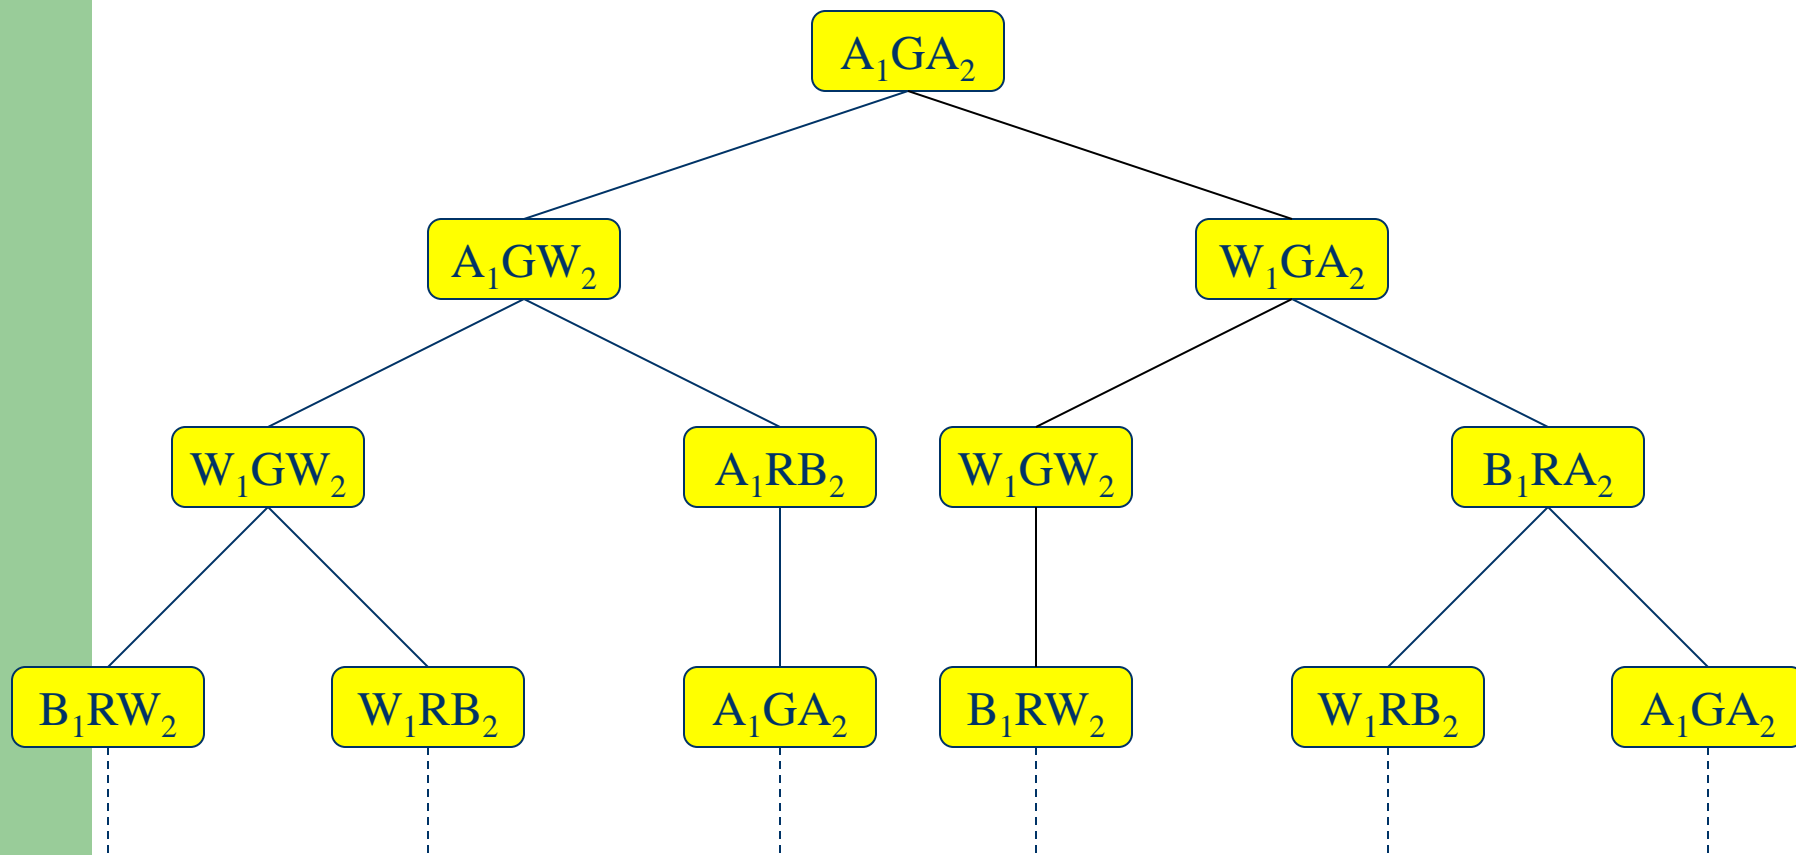 A₁GA₂
A₁GW₂
W₁GA₂
W₁GW₂
A₁RB₂
W₁GW₂
B₁RA₂
B₁RW₂
W₁RB₂
A₁GA₂
B₁RW₂
W₁RB₂
A₁GA₂